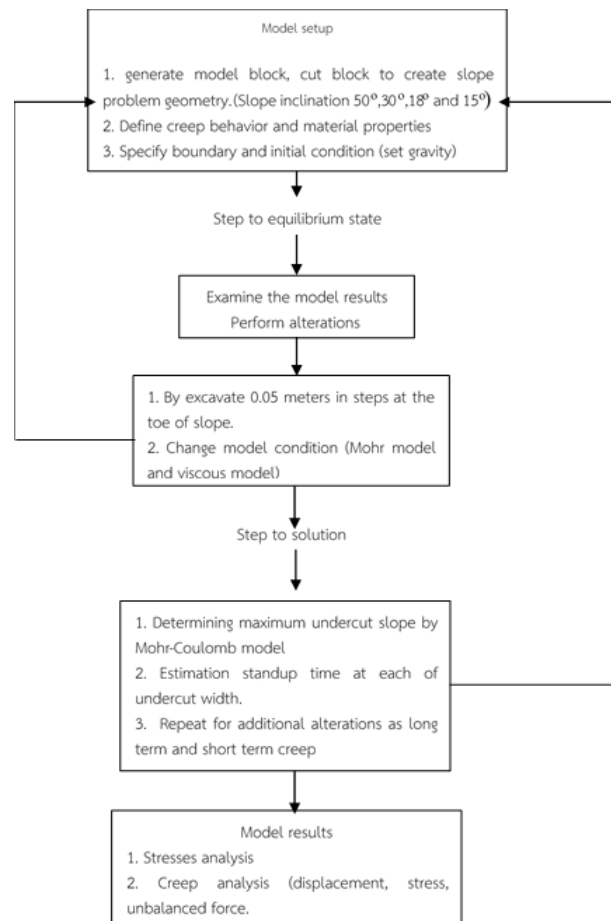 Model setup
1. generate model block, cut block to create slope
problem geometry.(Slope inclination 50º,30º,18º and 15º)
2. Define creep behavior and material properties
3. Specify boundary and initial condition (set gravity)
Step to equilibrium state
Examine the model results
Perform alterations
1. By excavate 0.05 meters in steps at the
toe of slope.
2. Change model condition (Mohr model
and viscous model)
Step to solution
1. Determining maximum undercut slope by
Mohr-Coulomb model
2. Estimation standup time at each of
undercut width.
3. Repeat for additional alterations as long
term and short term creep
Model results
1. Stresses analysis
2. Creep analysis (displacement, stress,
unbalanced force.